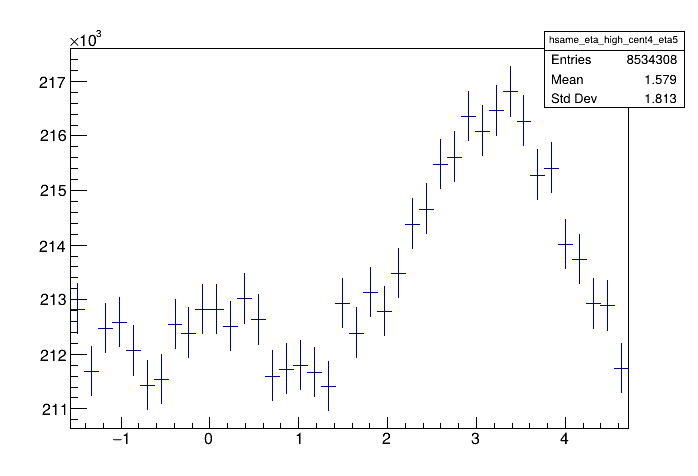 ×10³
hsame_eta_high_cent4_eta5
Entries 8534308
Mean 1.579
Std Dev 1.813
217
216
215
214
213
212
211
−1 0 1 2 3 4